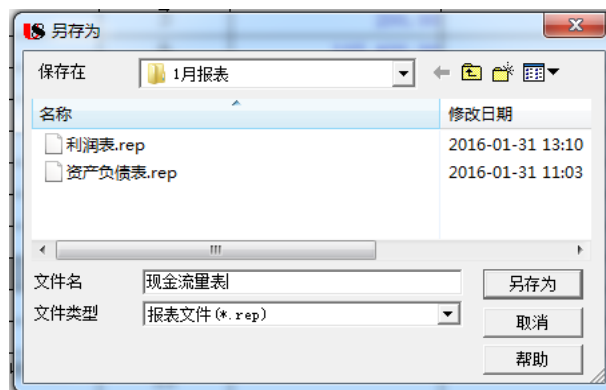 另存为
保存在
1月报表
名称
修改日期
利润表.rep
2016-01-31 13:10
资产负债表.rep
2016-01-31 11:03
文件名
现金流量表
另存为
文件类型
报表文件(*.rep)
取消
帮助